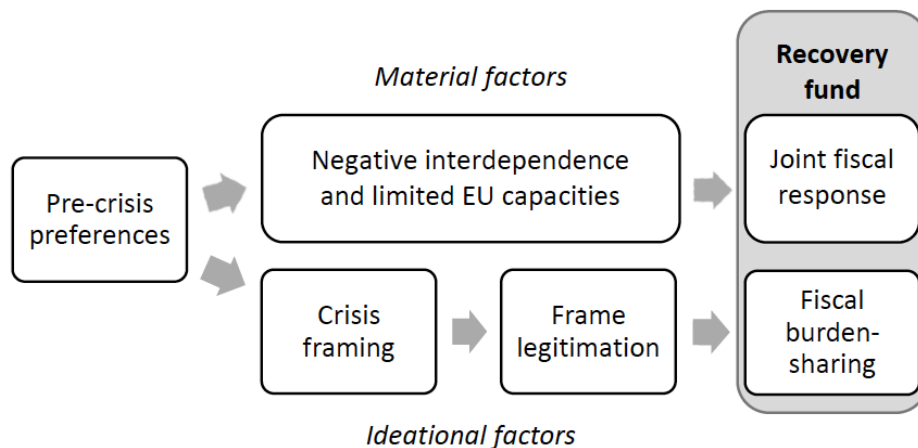 Recovery
fund
Material factors
Negative interdependence
and limited EU capacities
Joint fiscal
response
Pre-crisis
preferences
Crisis
framing
Frame
legitimation
Fiscal
burden-
sharing
Ideational factors